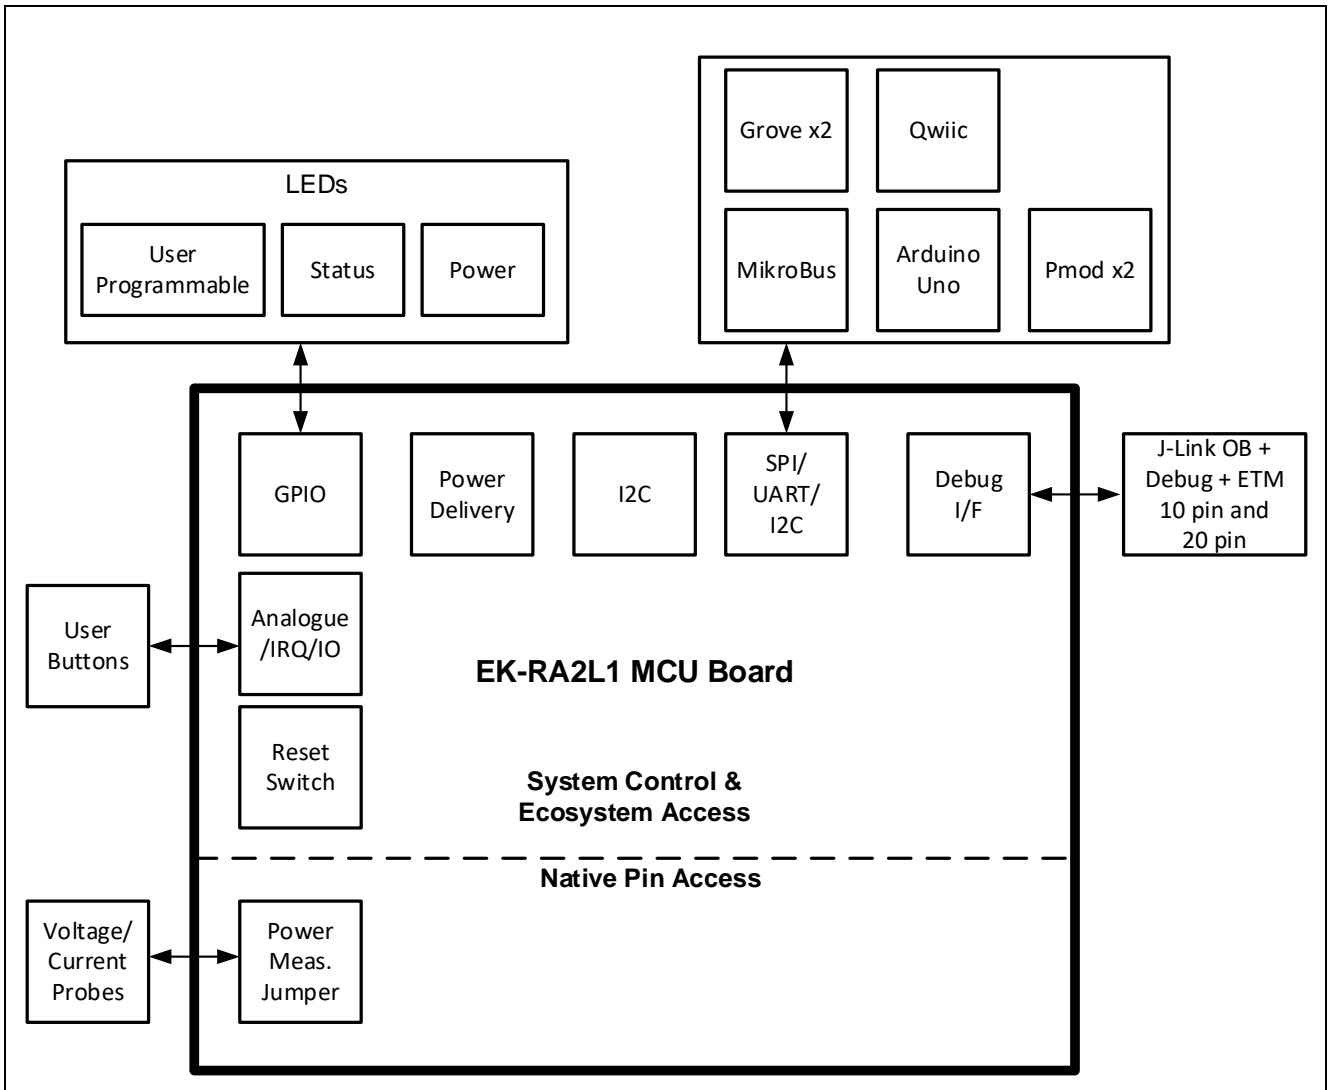 Grove x2
Qwiic
LEDs
User
Programmable
Status
Power
MikroBus
Arduino
Uno
Pmod x2
GPIO
Power
Delivery
I2C
SPI/
UART/
I2C
Debug
I/F
J-Link OB +
Debug + ETM
10 pin and
20 pin
User
Buttons
Analogue
/IRQ/IO
EK-RA2L1 MCU Board
Reset
Switch
System Control &
Ecosystem Access
Native Pin Access
Voltage/
Current
Probes
Power
Meas.
Jumper